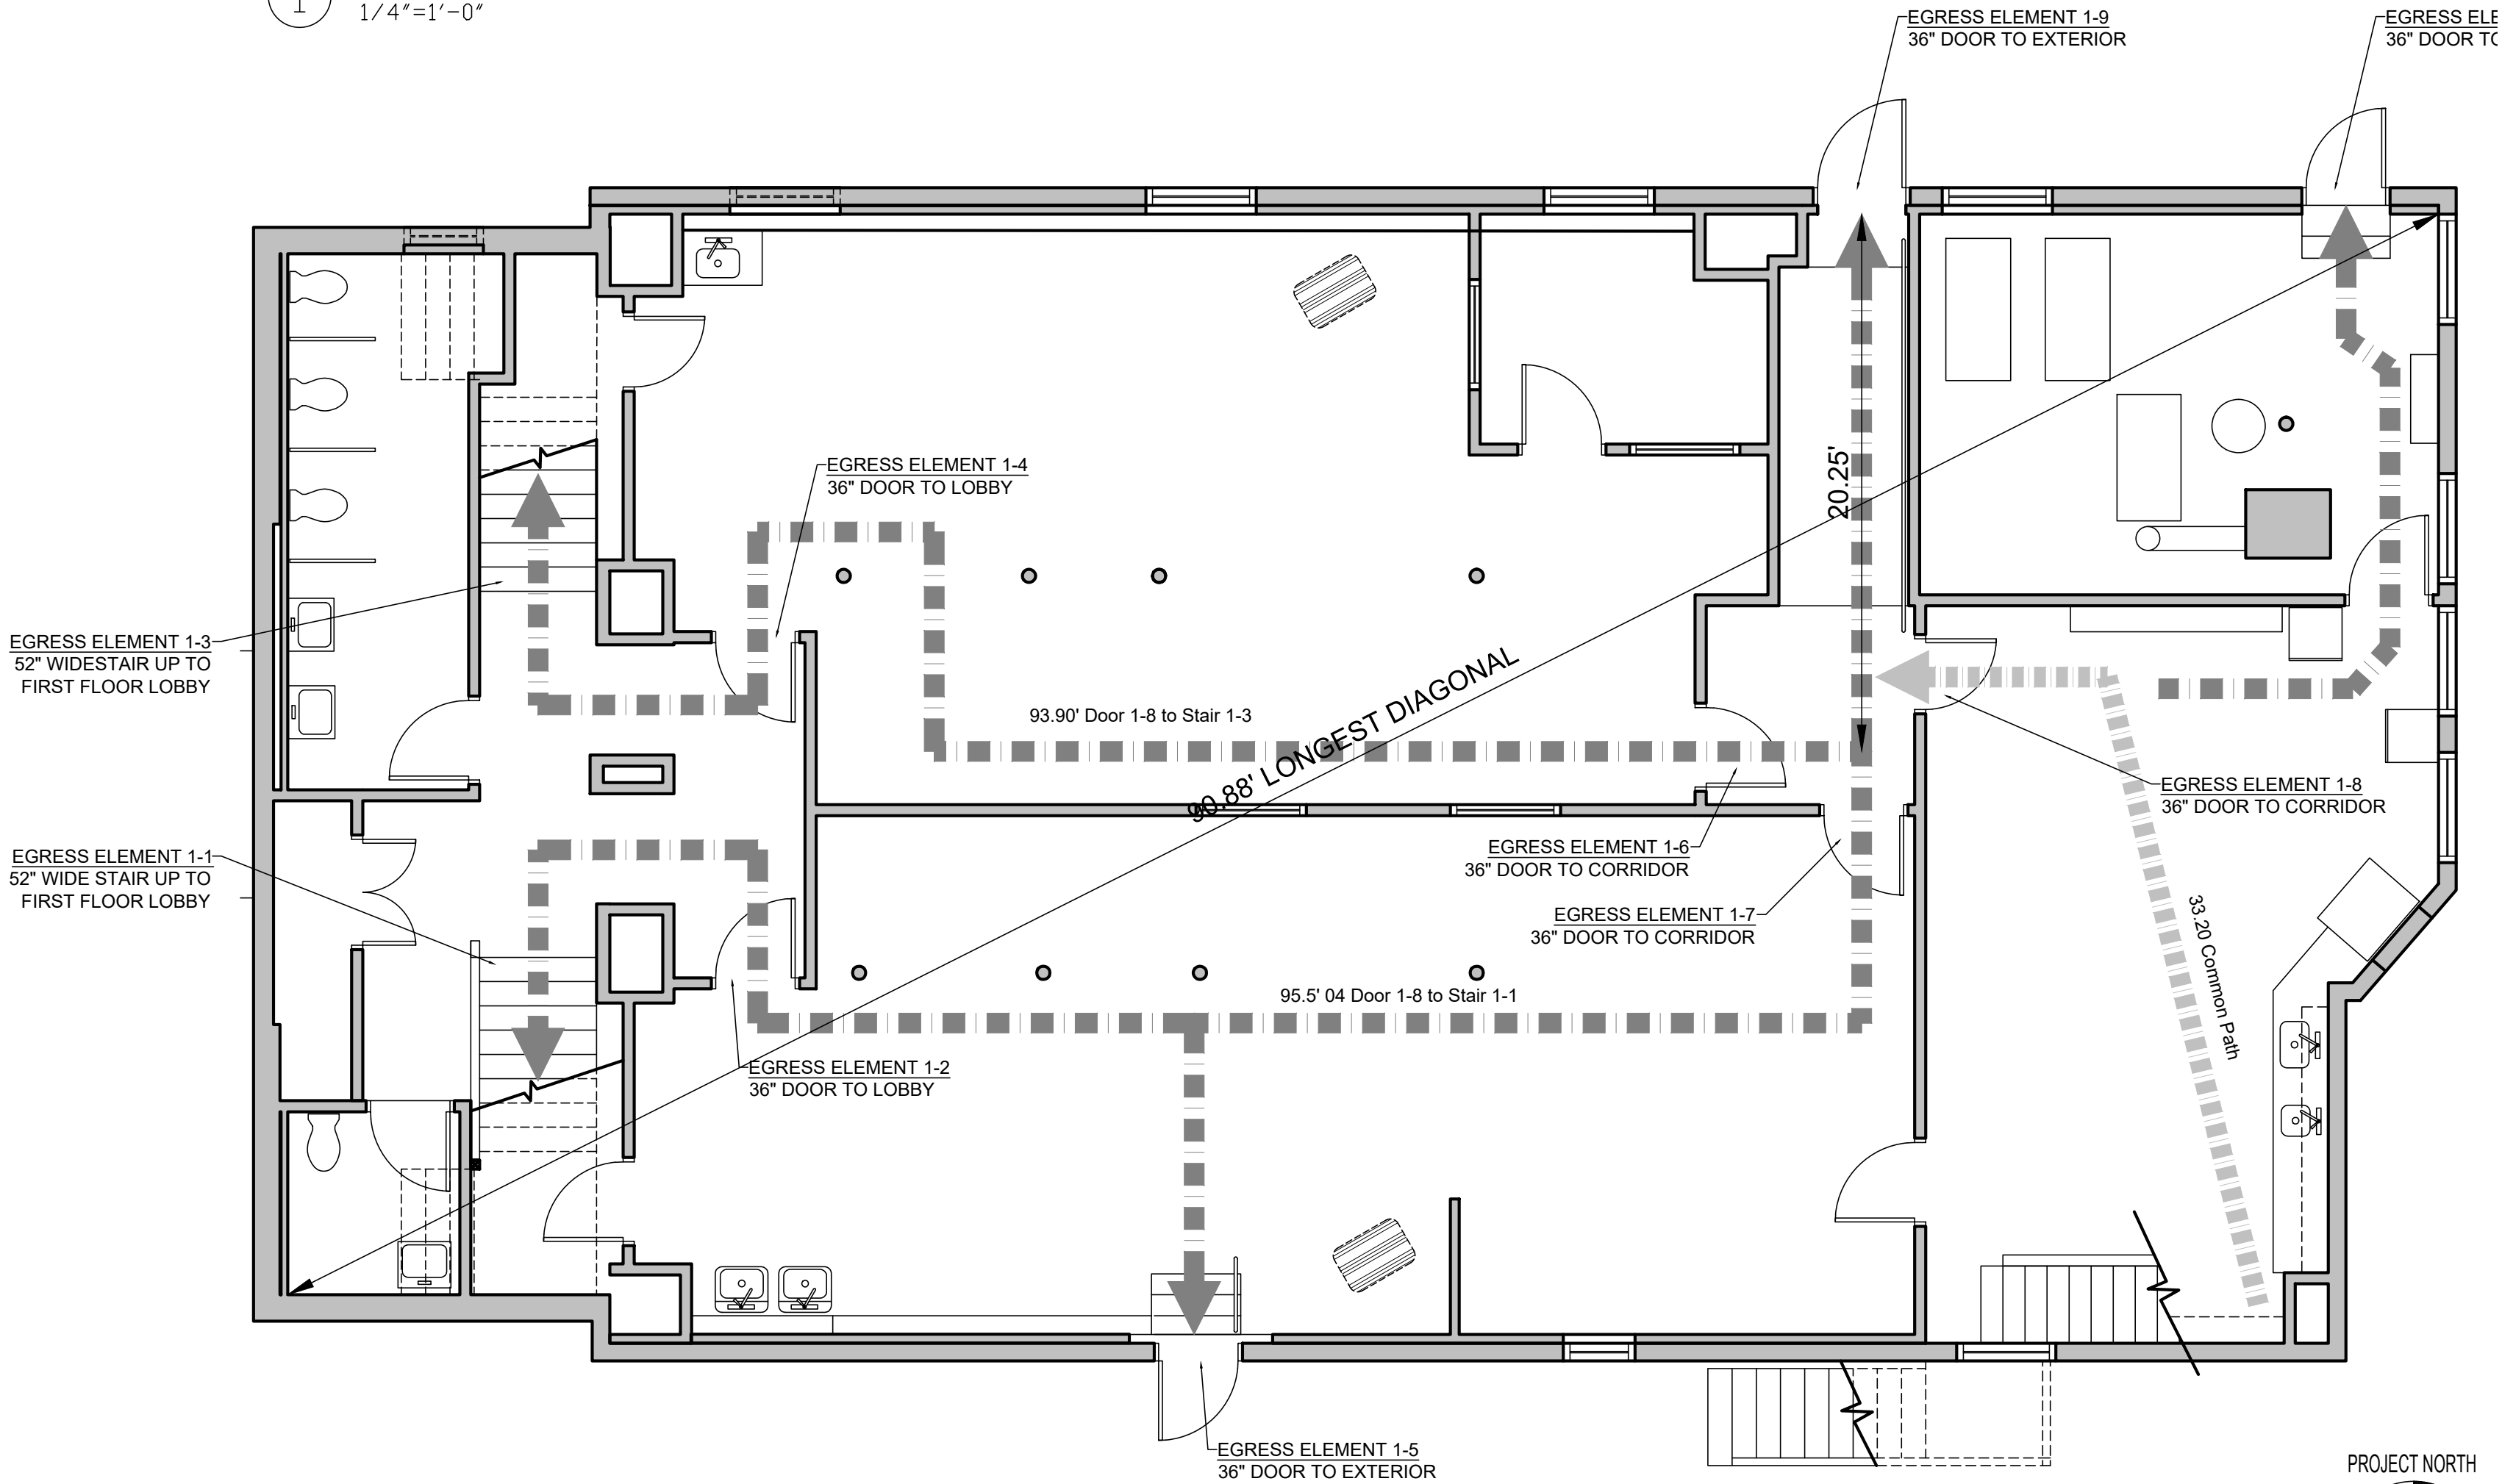 1
1/4"=1'-0"
EGRESS ELEMENT 1-9
36" DOOR TO EXTERIOR
EGRESS
36" DOOR
EGRESS ELEMENT 1-4
36" DOOR TO LOBBY
20.25'
EGRESS ELEMENT 1-3
52" WIDESTAIR UP TO
FIRST FLOOR LOBBY
93.90' Door 1-8 to Stair 1-3
90.88' LONGEST DIAGONAL
EGRESS ELEMENT 1-8
36" DOOR TO CORRIDOR
EGRESS ELEMENT 1-6
36" DOOR TO CORRIDOR
EGRESS ELEMENT 1-1
52" WIDE STAIR UP TO
FIRST FLOOR LOBBY
EGRESS ELEMENT 1-7
36" DOOR TO CORRIDOR
33.20 Common Path
95.5' 04 Door 1-8 to Stair 1-1
EGRESS ELEMENT 1-2
36" DOOR TO LOBBY
EGRESS ELEMENT 1-5
36" DOOR TO EXTERIOR
PROJECT NORTH